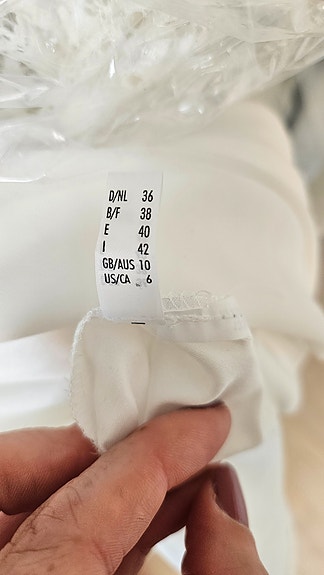 D/NL 36
B/F 38
E 40
I 42
GB/AUS 10
US/CA 6